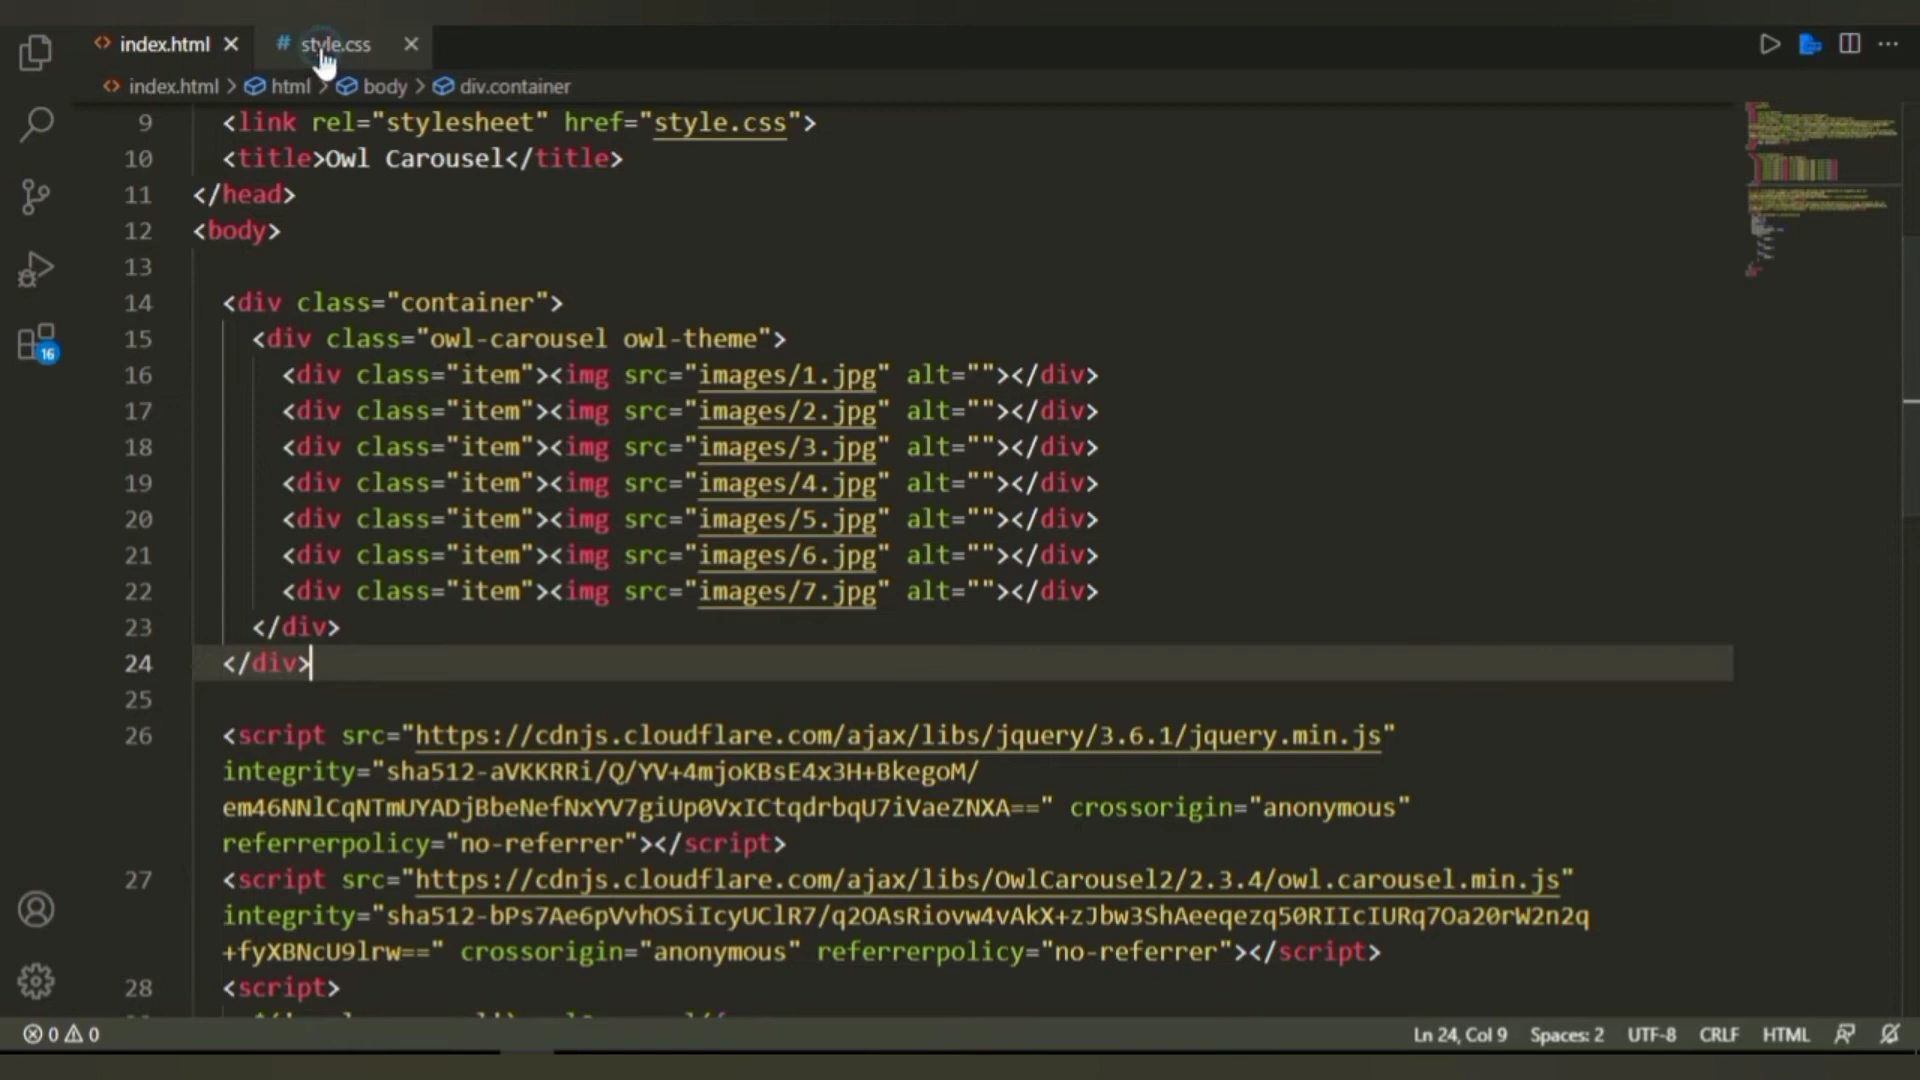 index.html
style.css
index.html > html > body > div.container
9 <link rel="stylesheet" href="style.css">
10 <title>Owl Carousel</title>
11 </head>
12 <body>
13
14 <div class="container">
15 <div class="owl-carousel owl-theme">
16 <div class="item"><img src="images/1.jpg" alt=""></div>
17 <div class="item"><img src="images/2.jpg" alt=""></div>
18 <div class="item"><img src="images/3.jpg" alt=""></div>
19 <div class="item"><img src="images/4.jpg" alt=""></div>
20 <div class="item"><img src="images/5.jpg" alt=""></div>
21 <div class="item"><img src="images/6.jpg" alt=""></div>
22 <div class="item"><img src="images/7.jpg" alt=""></div>
23 </div>
24 </div>
25
26 <script src="https://cdnjs.cloudflare.com/ajax/libs/jquery/3.6.1/jquery.min.js"
integrity="sha512-aVKKRRi/Q/YV+4mjoKBsE4x3H+BkegoM/
em46NNlCqNTmUYADjBbeNefNxYV7giUp0VxICtqdrbqU7iVaeZNXA==" crossorigin="anonymous"
referrerpolicy="no-referrer"></script>
27 <script src="https://cdnjs.cloudflare.com/ajax/libs/OwlCarousel2/2.3.4/owl.carousel.min.js"
integrity="sha512-bPs7Ae6pVvhOSiIcyUClR7/q2OAsRiovw4vAkX+zJbw3ShAeeqezq50RIIcIURq7Oa20rW2n2q
+fyXBNcU9lrw==" crossorigin="anonymous" referrerpolicy="no-referrer"></script>
28 <script>
16
0 0
Ln 24, Col 9 Spaces: 2 UTF-8 CRLF HTML